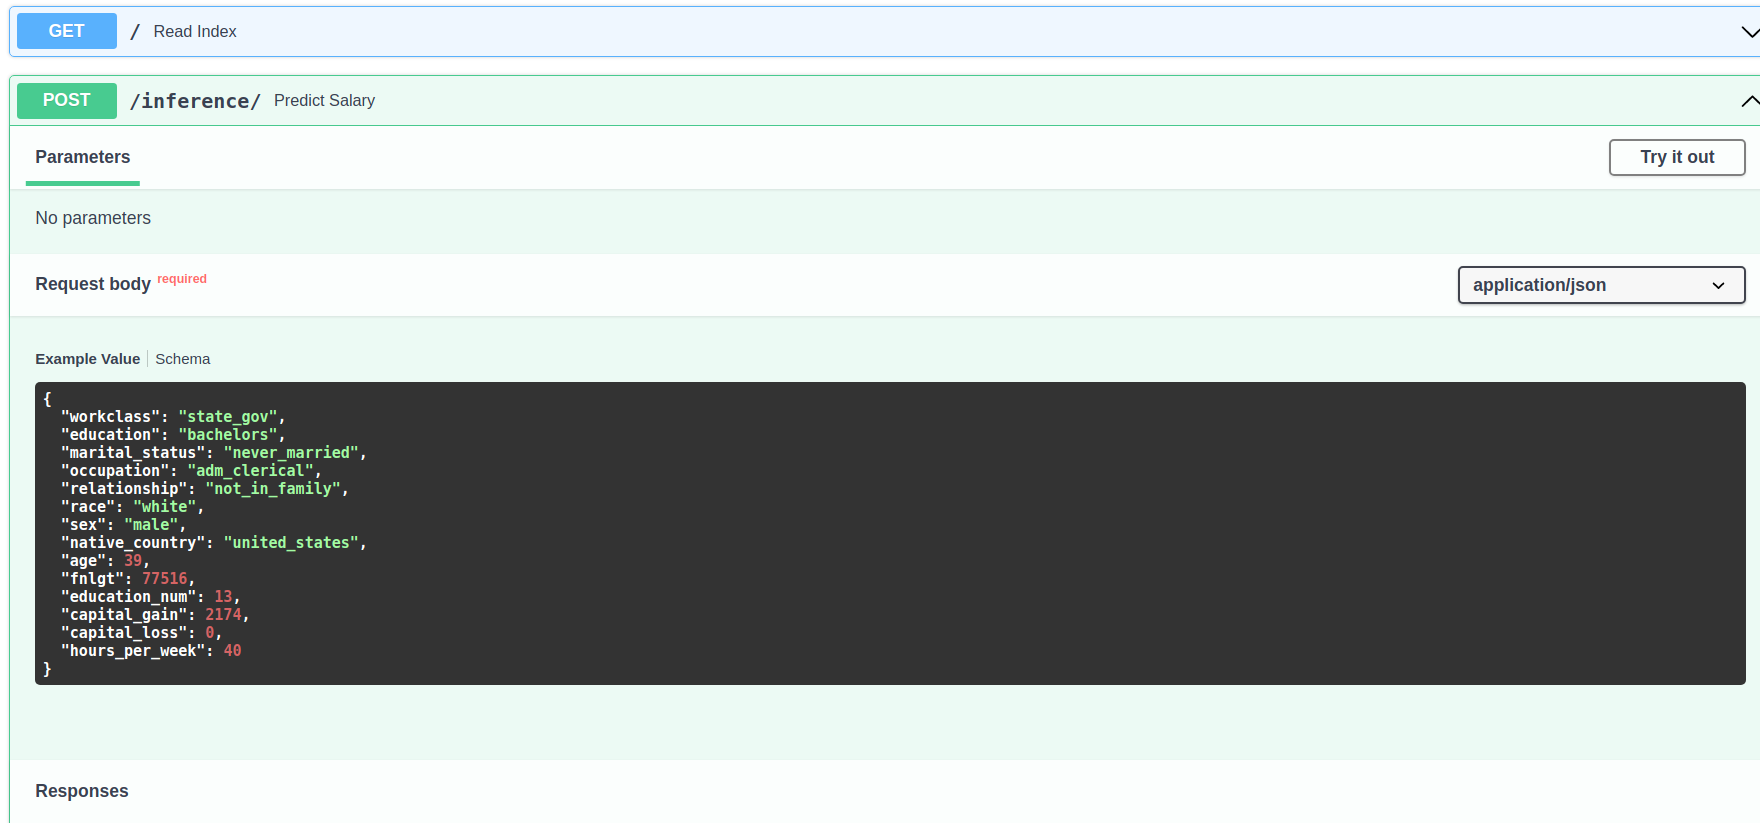 GET / Read Index
POST /inference/ Predict Salary
Parameters
Try it out
No parameters
Request body required
application/json
Example Value Schema
{
  "workclass": "state_gov",
  "education": "bachelors",
  "marital_status": "never_married",
  "occupation": "adm_clerical",
  "relationship": "not_in_family",
  "race": "white",
  "sex": "male",
  "native_country": "united_states",
  "age": 39,
  "fnlgt": 77516,
  "education_num": 13,
  "capital_gain": 2174,
  "capital_loss": 0,
  "hours_per_week": 40
}
Responses